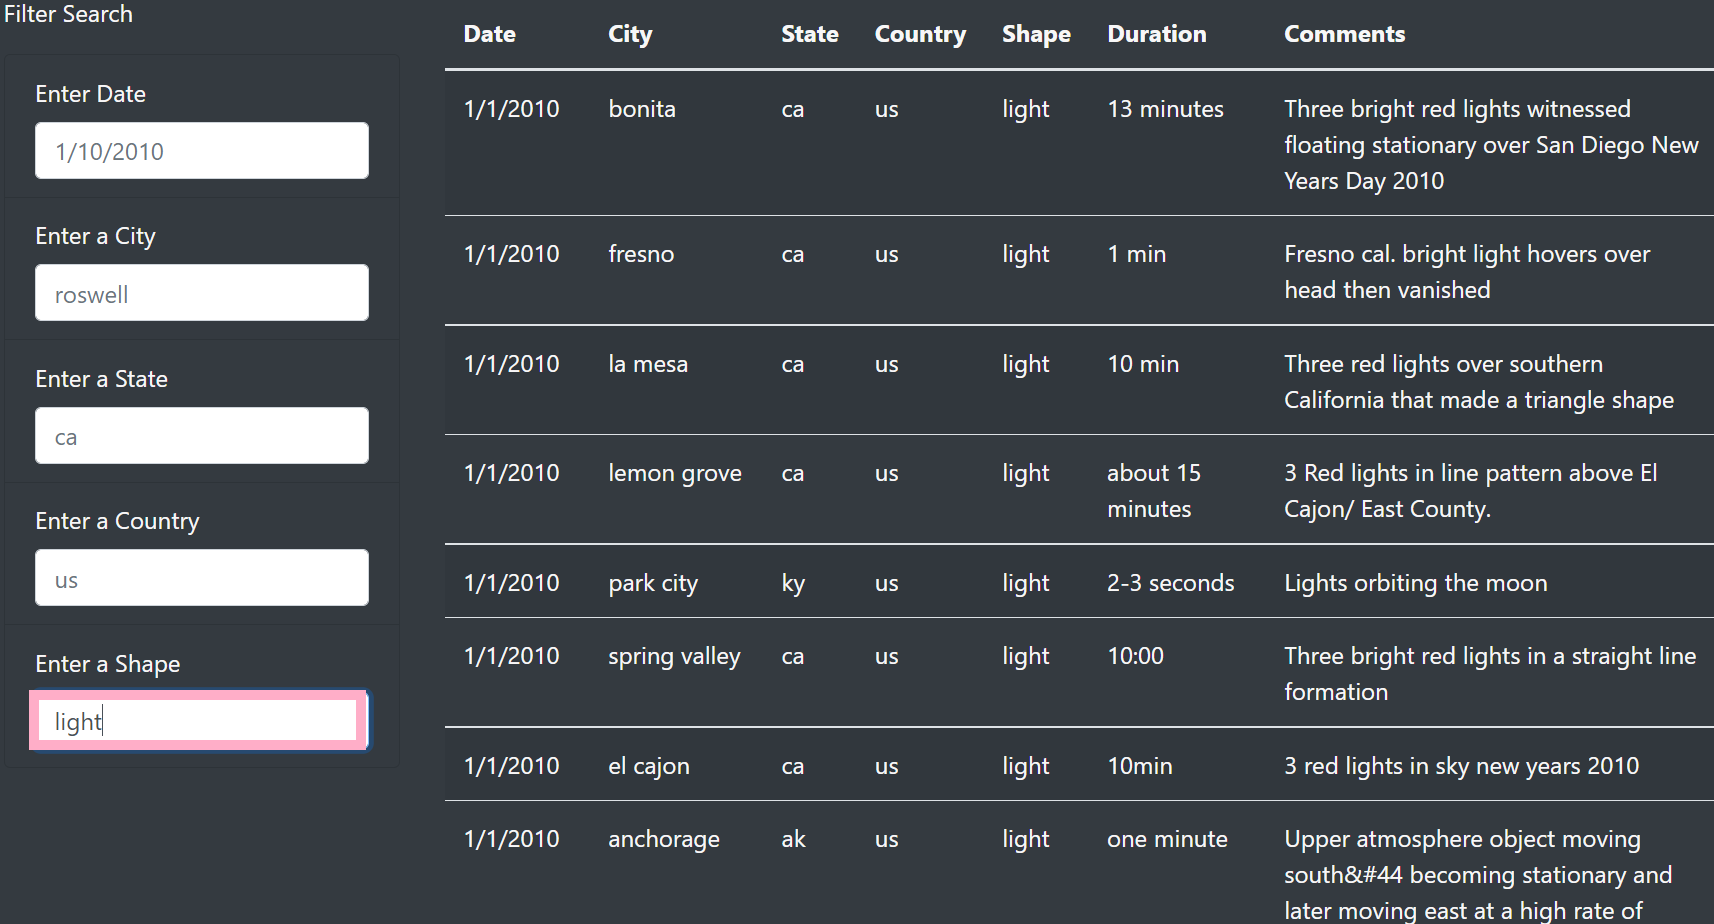 Filter Search
Enter Date
1/10/2010
Enter a City
roswell
Enter a State
ca
Enter a Country
us
Enter a Shape
light
Date City State Country Shape Duration Comments
1/1/2010 bonita ca us light 13 minutes Three bright red lights witnessed
floating stationary over San Diego New
Years Day 2010
1/1/2010 fresno ca us light 1 min Fresno cal. bright light hovers over
head then vanished
1/1/2010 la mesa ca us light 10 min Three red lights over southern
California that made a triangle shape
1/1/2010 lemon grove ca us light about 15 3 Red lights in line pattern above El
minutes Cajon/ East County.
1/1/2010 park city ky us light 2-3 seconds Lights orbiting the moon
1/1/2010 spring valley ca us light 10:00 Three bright red lights in a straight line
formation
1/1/2010 el cajon ca us light 10min 3 red lights in sky new years 2010
1/1/2010 anchorage ak us light one minute Upper atmosphere object moving
south&#44 becoming stationary and
later moving east at a high rate of